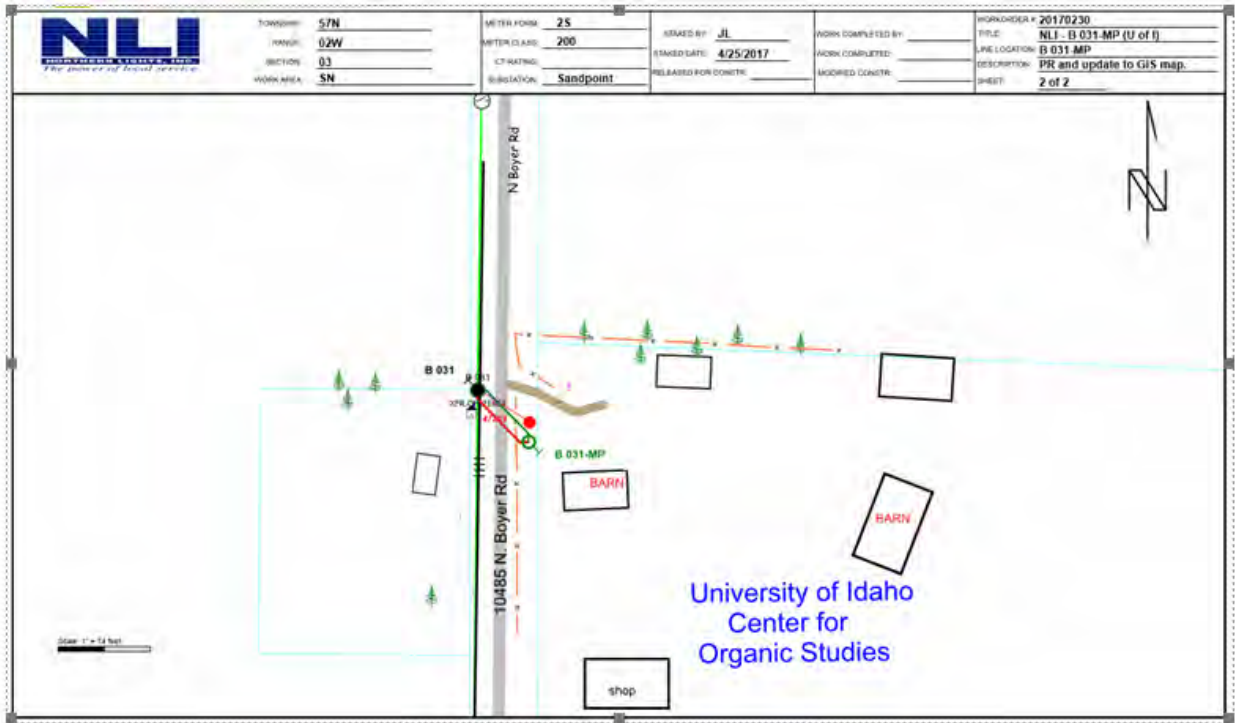 NLI
NORTHERN LIGHTS, INC.
The power of local service
TOWNSHIP: 57N
RANGE: 02W
SECTION: 03
WORK AREA: SN
METER FORM: 2S
METER CLASS: 200
CT RATING:
SUBSTATION: Sandpoint
STAKED BY: JL
STAKED DATE: 4/25/2017
RELEASED FOR CONSTR:
WORK COMPLETED BY:
WORK COMPLETED:
MODIFIED CONSTR:
WORKORDER #: 20170230
TITLE: NLI - B 031-MP (U of I)
LINE LOCATION: B 031-MP
DESCRIPTION: PR and update to GIS map.
SHEET: 2 of 2
N Boyer Rd
N
B 031
B 031-MP
BARN
BARN
10485 N. Boyer Rd
University of Idaho
Center for
Organic Studies
shop